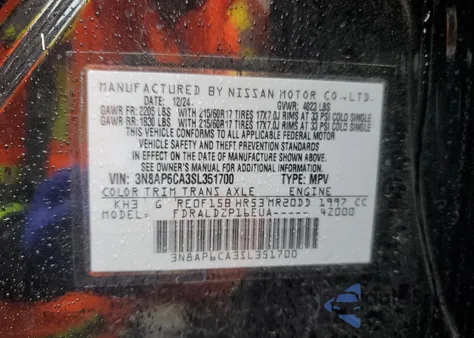 MANUFACTURED BY NISSAN MOTOR CO.,LTD.
DATE: 12/24 GVWR: 4023 LBS
GAWR FR: 2205 LBS WITH 215/60R17 TIRES 17X7.0J RIMS AT 33 PSI COLD SINGLE
GAWR RR: 1830 LBS WITH 215/60R17 TIRES 17X7.0J RIMS AT 33 PSI COLD SINGLE
THIS VEHICLE CONFORMS TO ALL APPLICABLE FEDERAL MOTOR
VEHICLE SAFETY AND THEFT PREVENTION STANDARDS
IN EFFECT ON THE DATE OF MANUFACTURE SHOWN ABOVE.
SEE OWNER'S MANUAL FOR ADDITIONAL INFORMATION.
VIN: 3N8AP6CA3SL351700 TYPE: MPV
COLOR TRIM TRANS AXLE ENGINE
KH3 G RE0F15B HR53 MR20DD 1997 CC
MODEL: FDRALDZP16EUA----- 4Z000
3N8AP6CA3SL351700